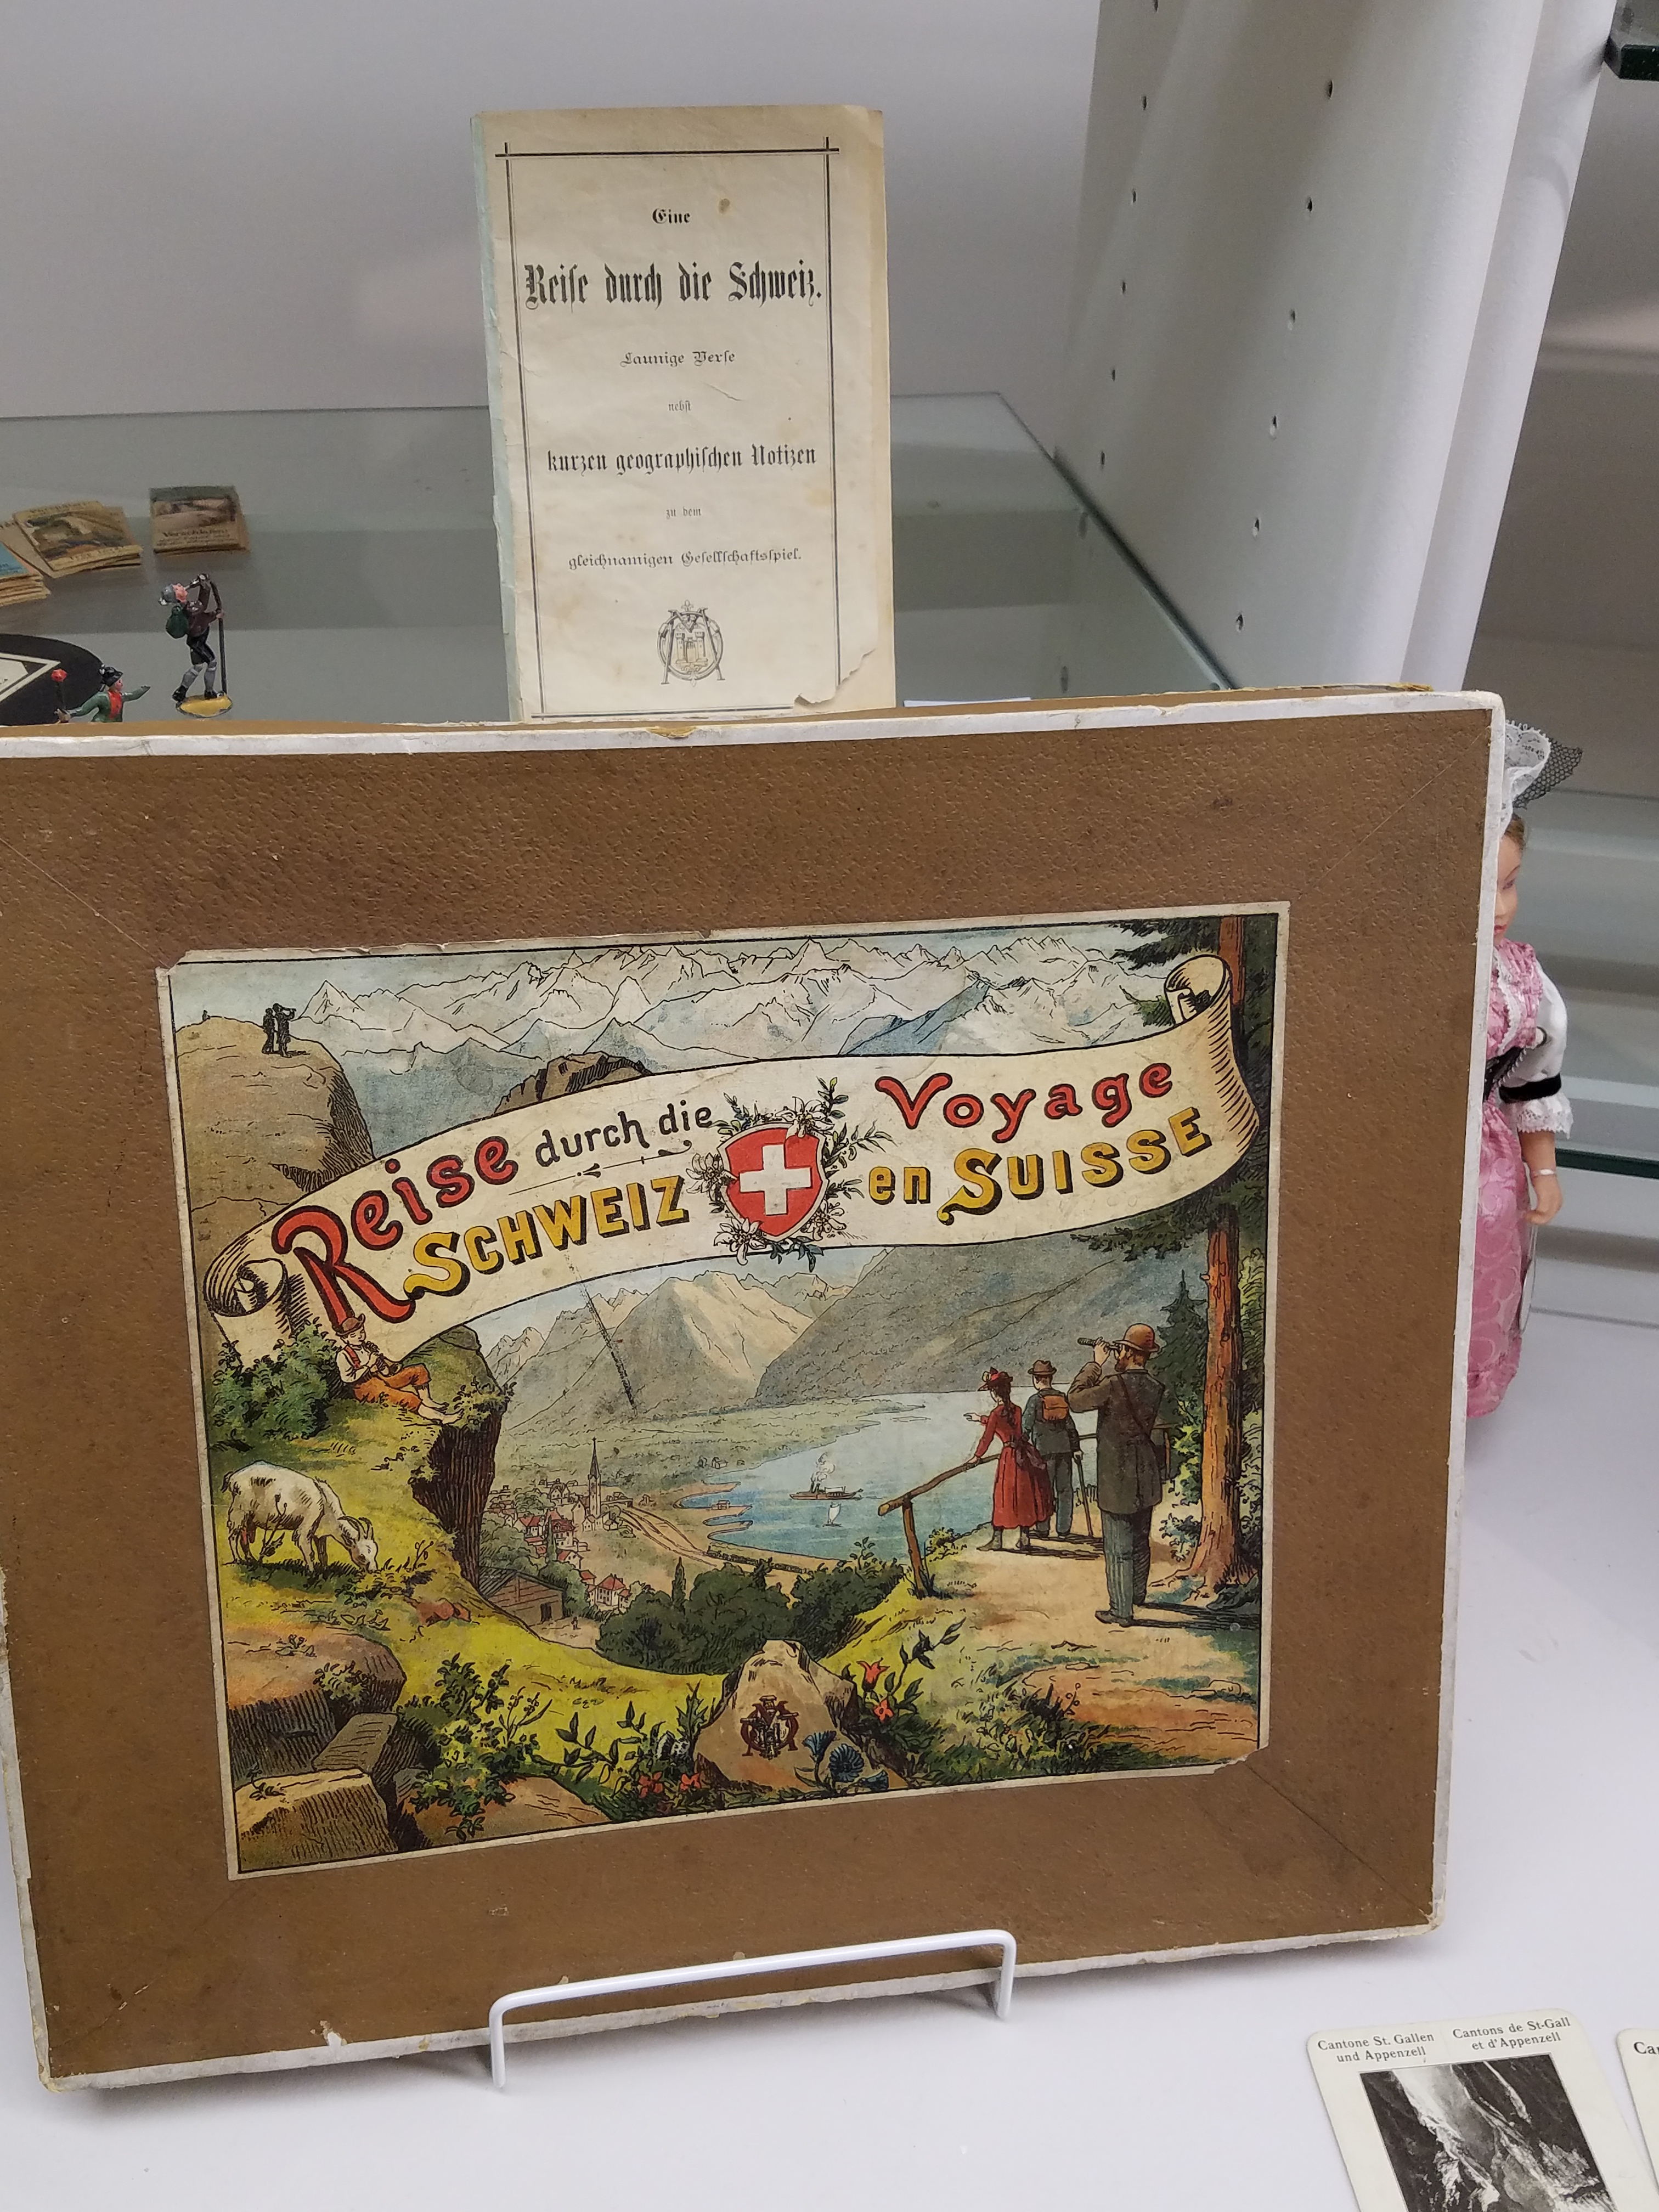 Eine
Reise durch die Schweiz.
Launige Verse
nebst
kurzen geographischen Notizen
zu dem
gleichnamigen Gesellschaftsspiel.
Reise durch die
SCHWEIZ
Voyage
en SUISSE
Cantone St. Gallen
und Appenzell
Cantons de St-Gall
et d'Appenzell